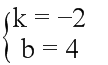 k = −2
b = 4